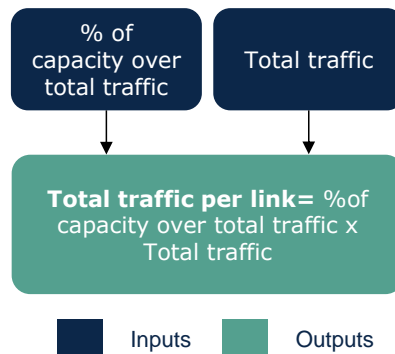 % of
capacity over
total traffic
Total traffic
Total traffic per link= %of
capacity over total traffic x
Total traffic
Inputs
Outputs